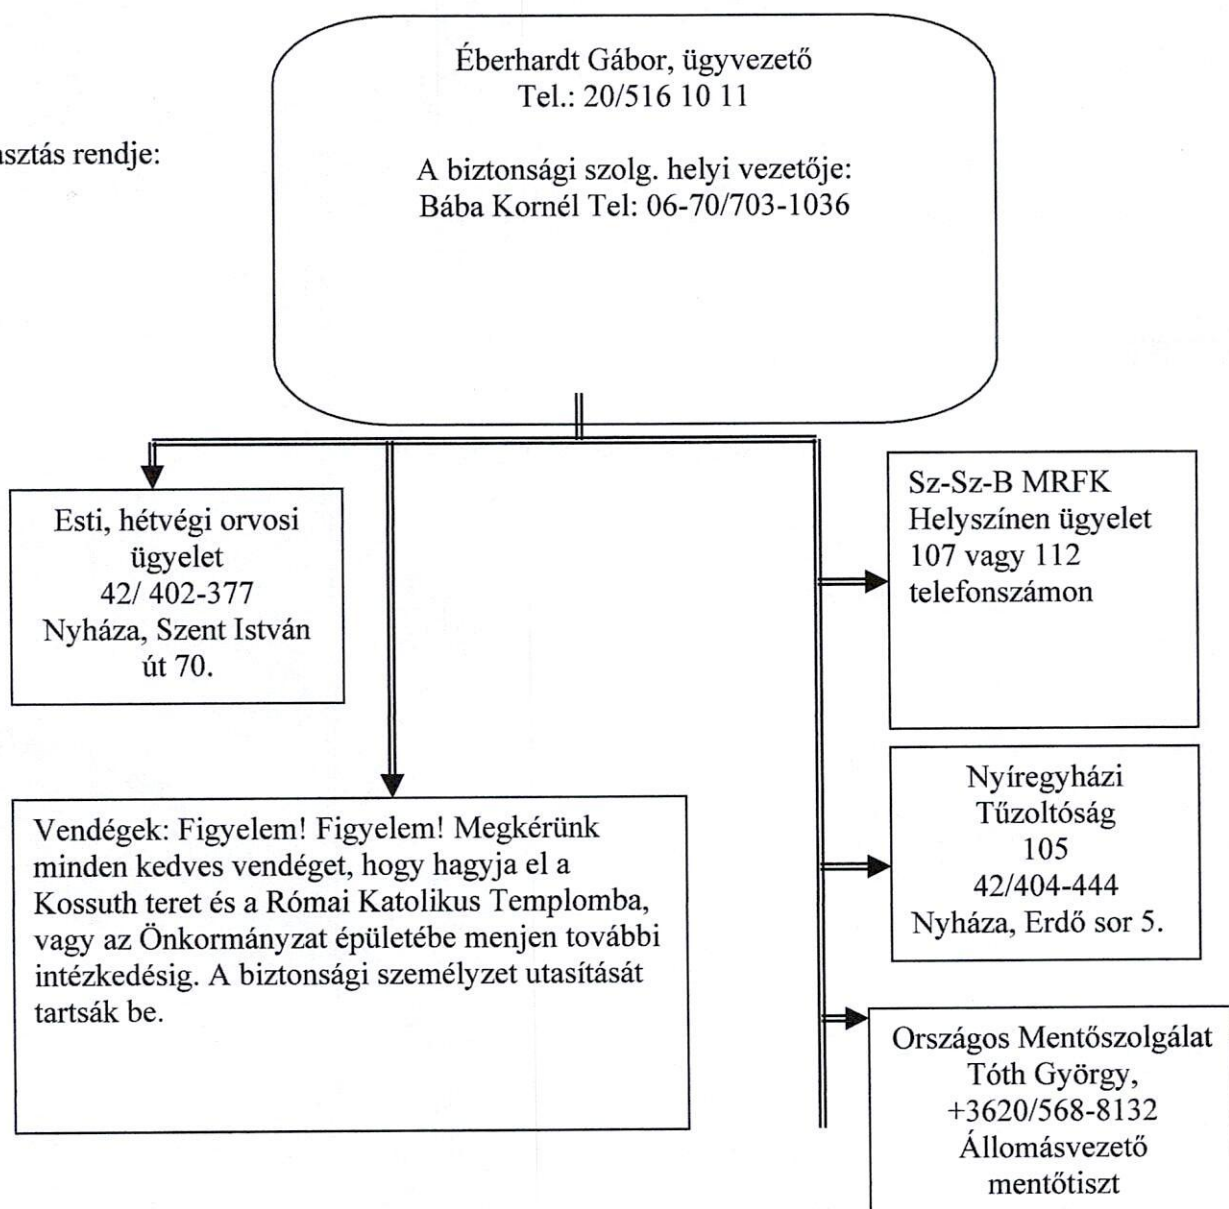 Éberhardt Gábor, ügyvezető
Tel.: 20/516 10 11
asztás rendje:
A biztonsági szolg. helyi vezetője:
Bába Kornél Tel: 06-70/703-1036
Esti, hétvégi orvosi
ügyelet
42/ 402-377
Nyháza, Szent István
út 70.
Sz-Sz-B MRFK
Helyszínen ügyelet
107 vagy 112
telefonszámon
Vendégek: Figyelem! Figyelem! Megkérünk
minden kedves vendéget, hogy hagyja el a
Kossuth teret és a Római Katolikus Templomba,
vagy az Önkormányzat épületébe menjen további
intézkedésig. A biztonsági személyzet utasítását
tartsák be.
Nyíregyházi
Tűzoltóság
105
42/404-444
Nyháza, Erdő sor 5.
Országos Mentőszolgálat
Tóth György,
+3620/568-8132
Állomásvezető
mentőtiszt